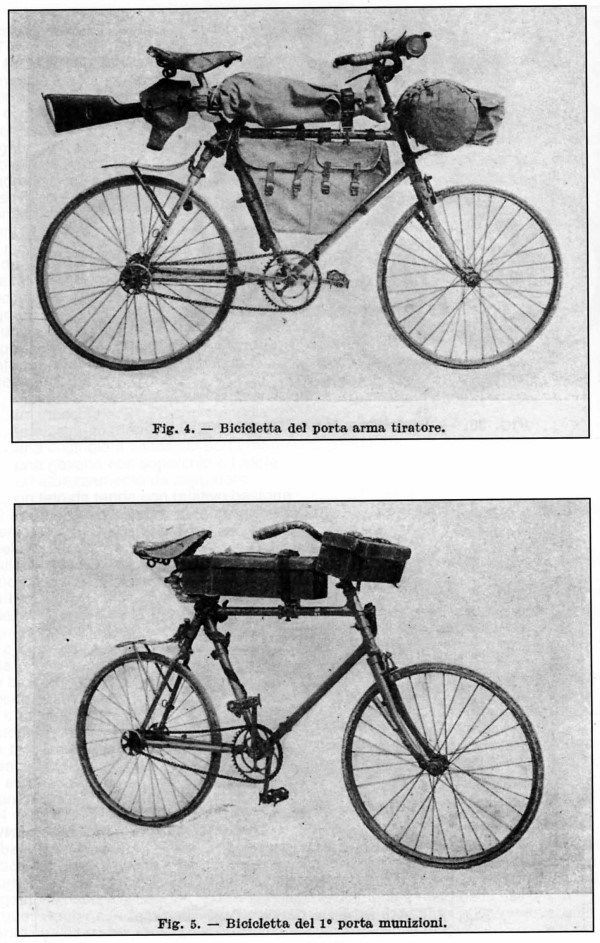 Fig. 4. — Bicicletta del porta arma tiratore.
Fig. 5. — Bicicletta del 1° porta munizioni.